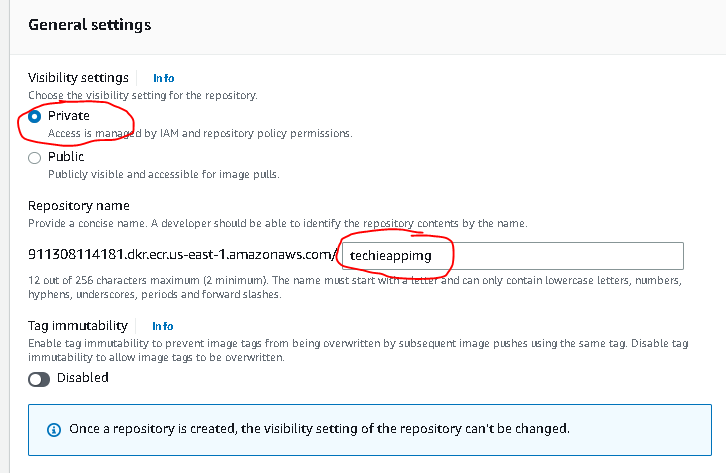 General settings
Visibility settings Info
Choose the visibility setting for the repository.
Private
Access is managed by IAM and repository policy permissions.
Public
Publicly visible and accessible for image pulls.
Repository name
Provide a concise name. A developer should be able to identify the repository contents by the name.
911308114181.dkr.ecr.us-east-1.amazonaws.com/ techieappimg
12 out of 256 characters maximum (2 minimum). The name must start with a letter and can only contain lowercase letters, numbers,
hyphens, underscores, periods and forward slashes.
Tag immutability Info
Enable tag immutability to prevent image tags from being overwritten by subsequent image pushes using the same tag. Disable tag
immutability to allow image tags to be overwritten.
Disabled
Once a repository is created, the visibility setting of the repository can't be changed.